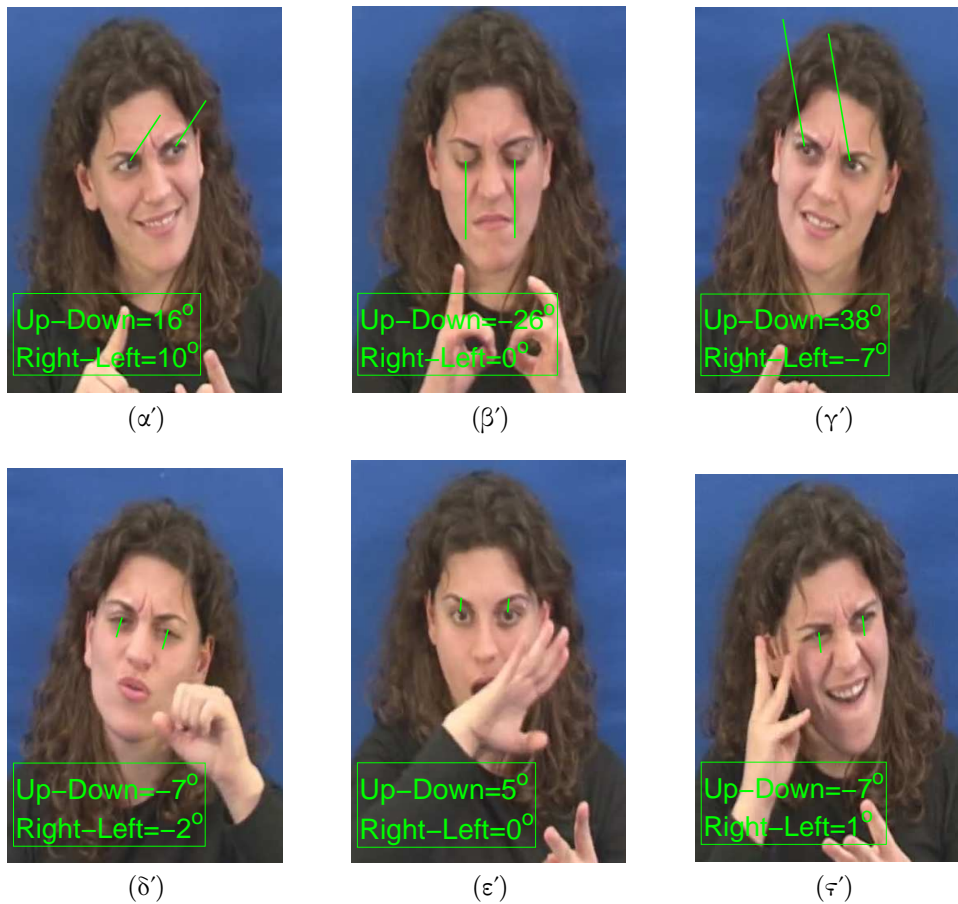 Up−Down=16°
Right−Left=10°
(α΄)
Up−Down=−26°
Right−Left=0°
(β΄)
Up−Down=38°
Right−Left=−7°
(γ΄)
Up−Down=−7°
Right−Left=−2°
(δ΄)
Up−Down=5°
Right−Left=0°
(ε΄)
Up−Down=−7°
Right−Left=1°
(ϛ΄)